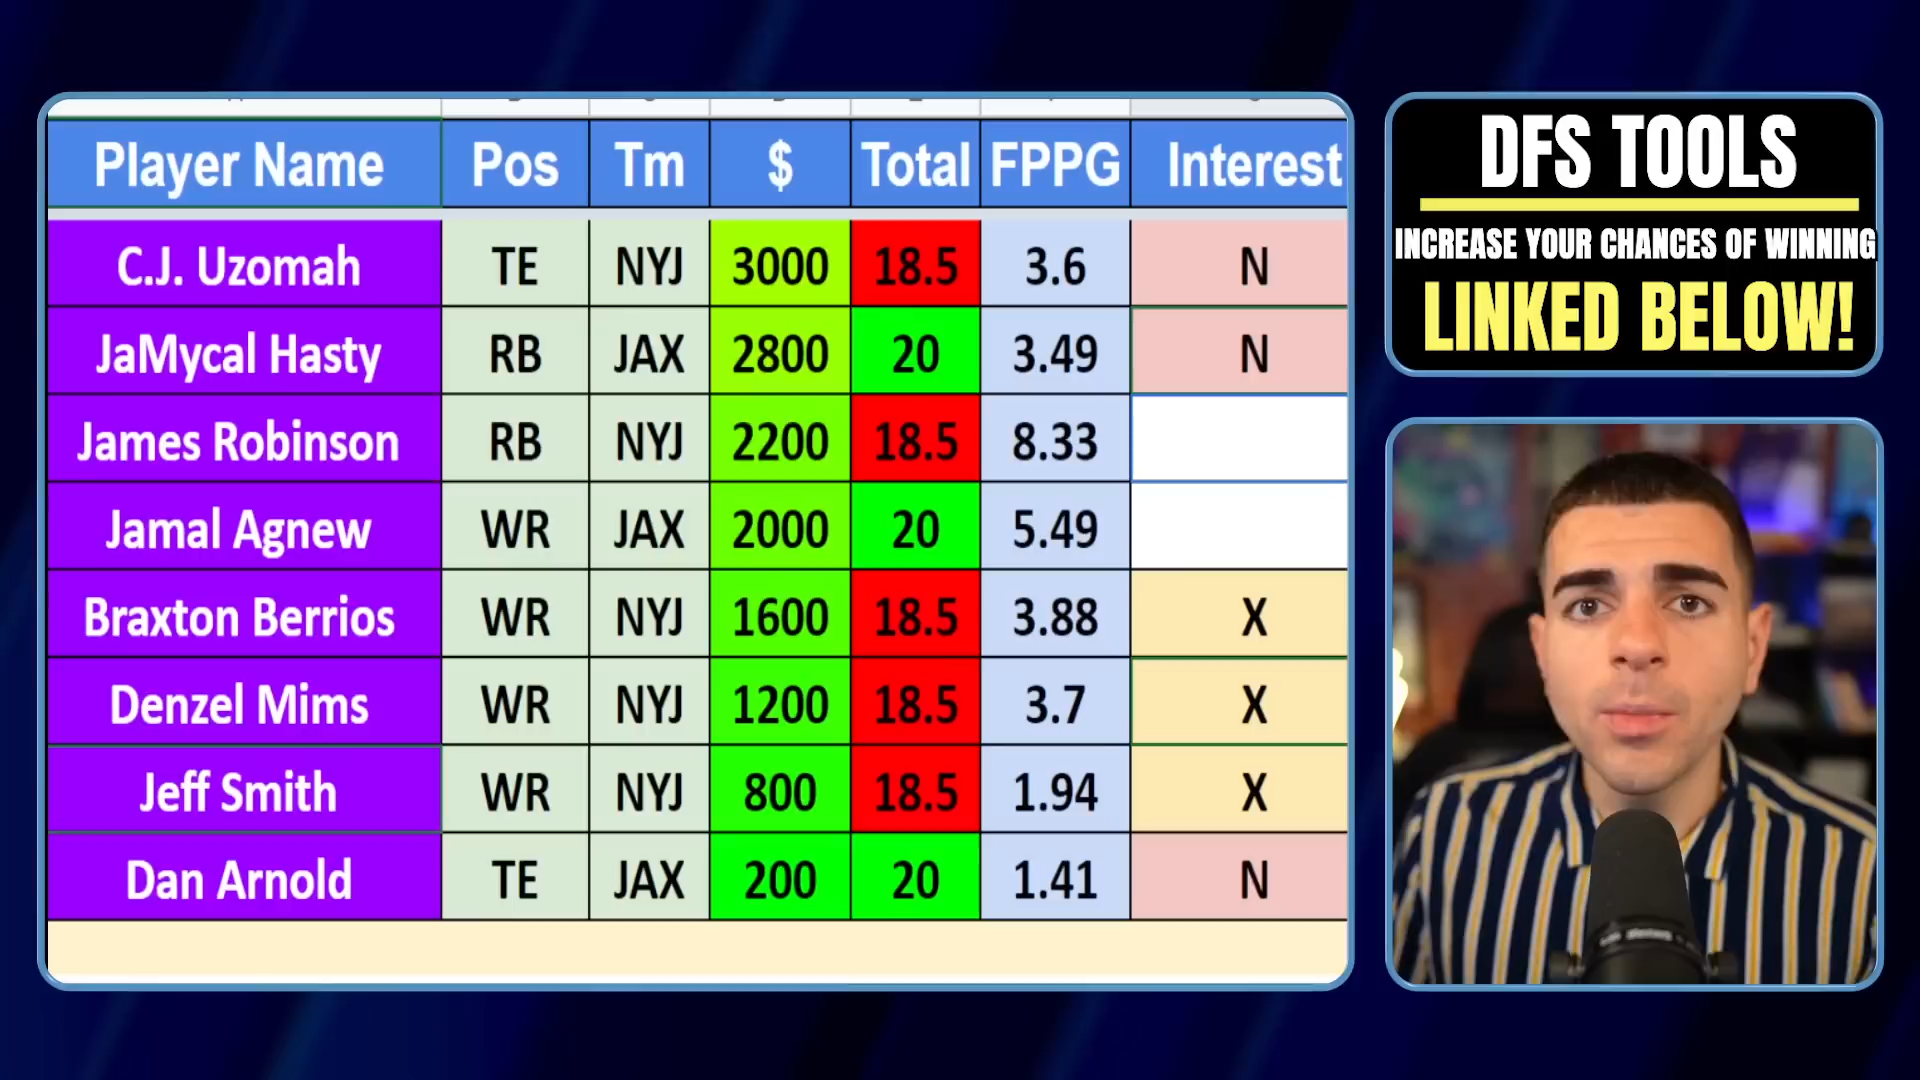 Player Name Pos Tm $ Total FPPG Interest
C.J. Uzomah TE NYJ 3000 18.5 3.6 N
JaMycal Hasty RB JAX 2800 20 3.49 N
James Robinson RB NYJ 2200 18.5 8.33
Jamal Agnew WR JAX 2000 20 5.49
Braxton Berrios WR NYJ 1600 18.5 3.88 X
Denzel Mims WR NYJ 1200 18.5 3.7 X
Jeff Smith WR NYJ 800 18.5 1.94 X
Dan Arnold TE JAX 200 20 1.41 N
DFS TOOLS
INCREASE YOUR CHANCES OF WINNING
LINKED BELOW!